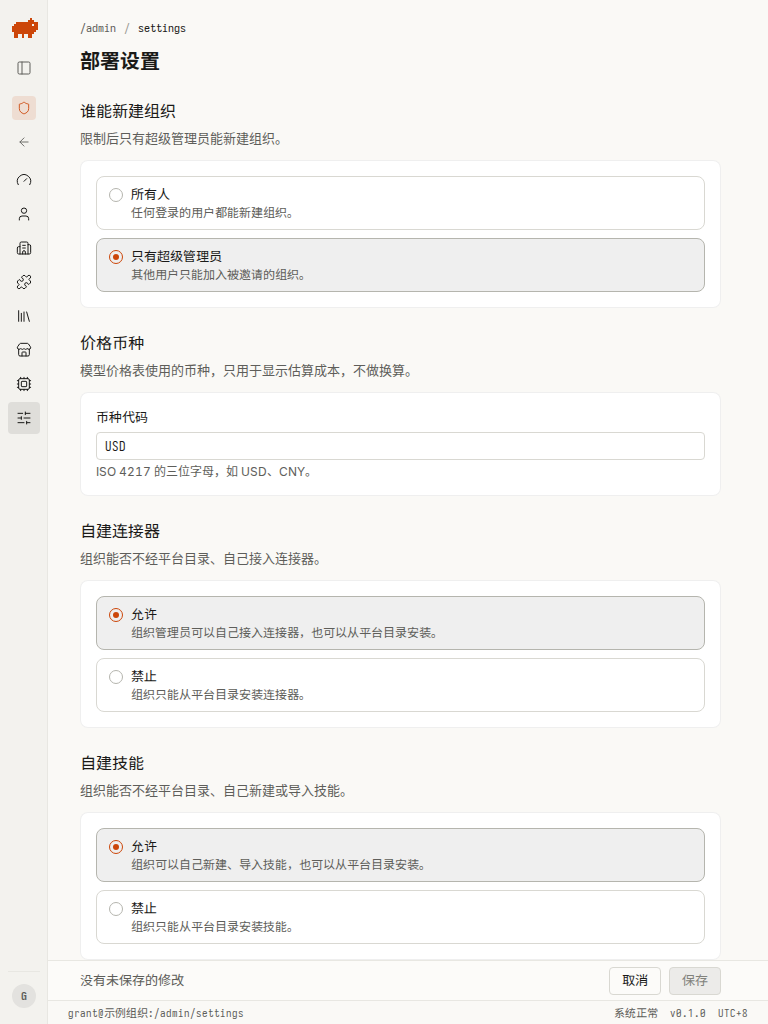 /admin / settings
部署设置
谁能新建组织
限制后只有超级管理员能新建组织。
所有人
任何登录的用户都能新建组织。
只有超级管理员
其他用户只能加入被邀请的组织。
价格币种
模型价格表使用的币种，只用于显示估算成本，不做换算。
币种代码
USD
ISO 4217 的三位字母，如 USD、CNY。
自建连接器
组织能否不经平台目录、自己接入连接器。
允许
组织管理员可以自己接入连接器，也可以从平台目录安装。
禁止
组织只能从平台目录安装连接器。
自建技能
组织能否不经平台目录、自己新建或导入技能。
允许
组织可以自己新建、导入技能，也可以从平台目录安装。
禁止
组织只能从平台目录安装技能。
没有未保存的修改
取消
保存
G
grant@示例组织:/admin/settings
系统正常 v0.1.0 UTC+8